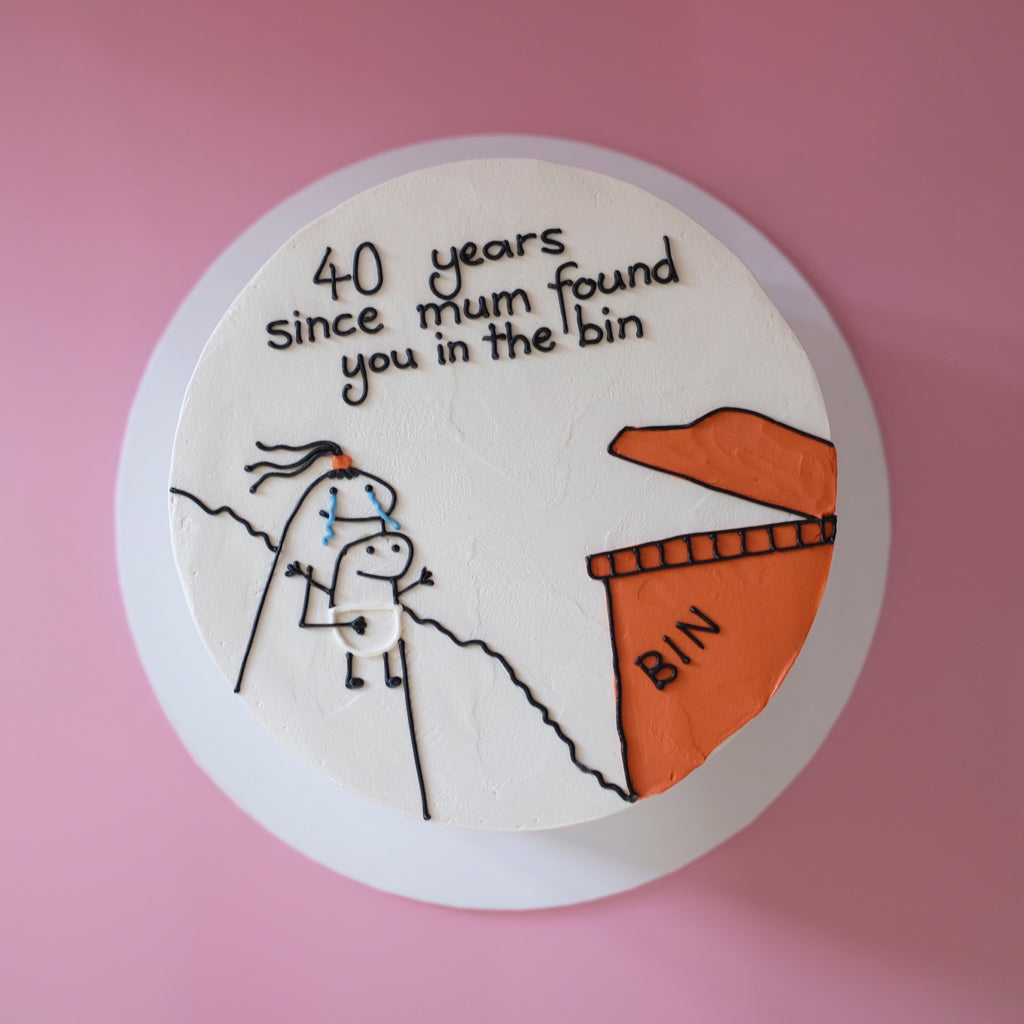 40 years
since mum found
you in the bin
BIN